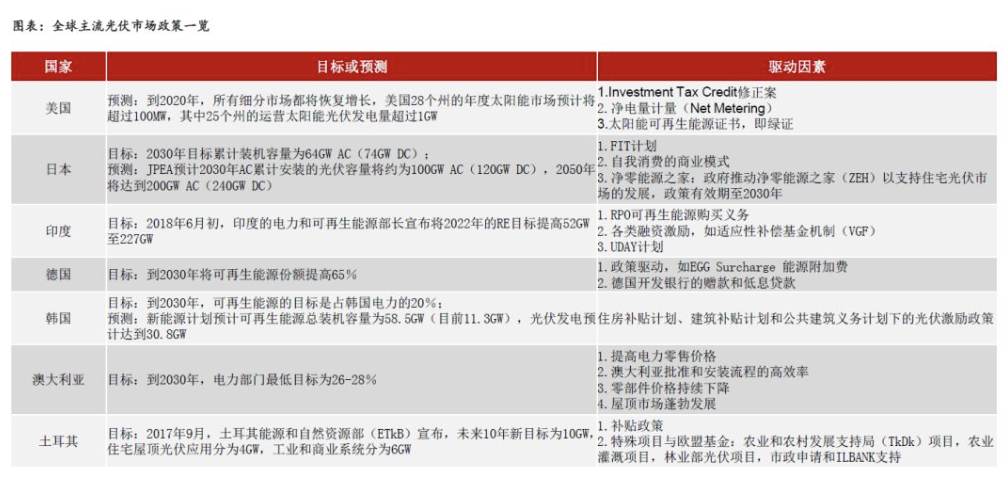 图表：全球主流光伏市场政策一览
国家 目标或预测 驱动因素
美国
预测：到2020年，所有细分市场都将恢复增长，美国28个州的年度太阳能市场预计将
超过100MW，其中25个州的运营太阳能光伏发电量超过1GW
1.Investment Tax Credit修正案
2.净电量计量（Net Metering）
3.太阳能可再生能源证书，即绿证
日本
目标：2030年目标累计装机容量为64GW AC（74GW DC）；
预测：JPEA预计2030年AC累计安装的光伏容量将约为100GW AC（120GW DC），2050年
将达到200GW AC（240GW DC）
1.FIT计划
2.自我消费的商业模式
3.净零能源之家：政府推动净零能源之家（ZEH）以支持住宅光伏市
场的发展，政策有效期至2030年
印度
目标：2018年6月初，印度的电力和可再生能源部长宣布将2022年的RE目标提高52GW
至227GW
1.RPO可再生能源购买义务
2.各类融资激励，如适应性补偿基金机制（VGF）
3.UDAY计划
德国
目标：到2030年将可再生能源份额提高65%
1.政策驱动，如EGG Surcharge 能源附加费
2.德国开发银行的赠款和低息贷款
韩国
目标：到2030年，可再生能源的目标是占韩国电力的20%；
预测：新能源计划预计可再生能源总装机容量为58.5GW（目前11.3GW），光伏发电预
计达到30.8GW
住房补贴计划、建筑补贴计划和公共建筑义务计划下的光伏激励政策
澳大利亚
目标：到2030年，电力部门最低目标为26-28%
1.提高电力零售价格
2.澳大利亚批准和安装流程的高效率
3.零部件价格持续下降
4.屋顶市场蓬勃发展
土耳其
目标：2017年9月，土耳其能源和自然资源部（ETkB）宣布，未来10年新目标为10GW，
住宅屋顶光伏应用分为4GW，工业和商业系统分为6GW
1.补贴政策
2.特殊项目与欧盟基金：农业和农村发展支持局（TkDk）项目，农业
灌溉项目，林业部光伏项目，市政申请和ILBANK支持